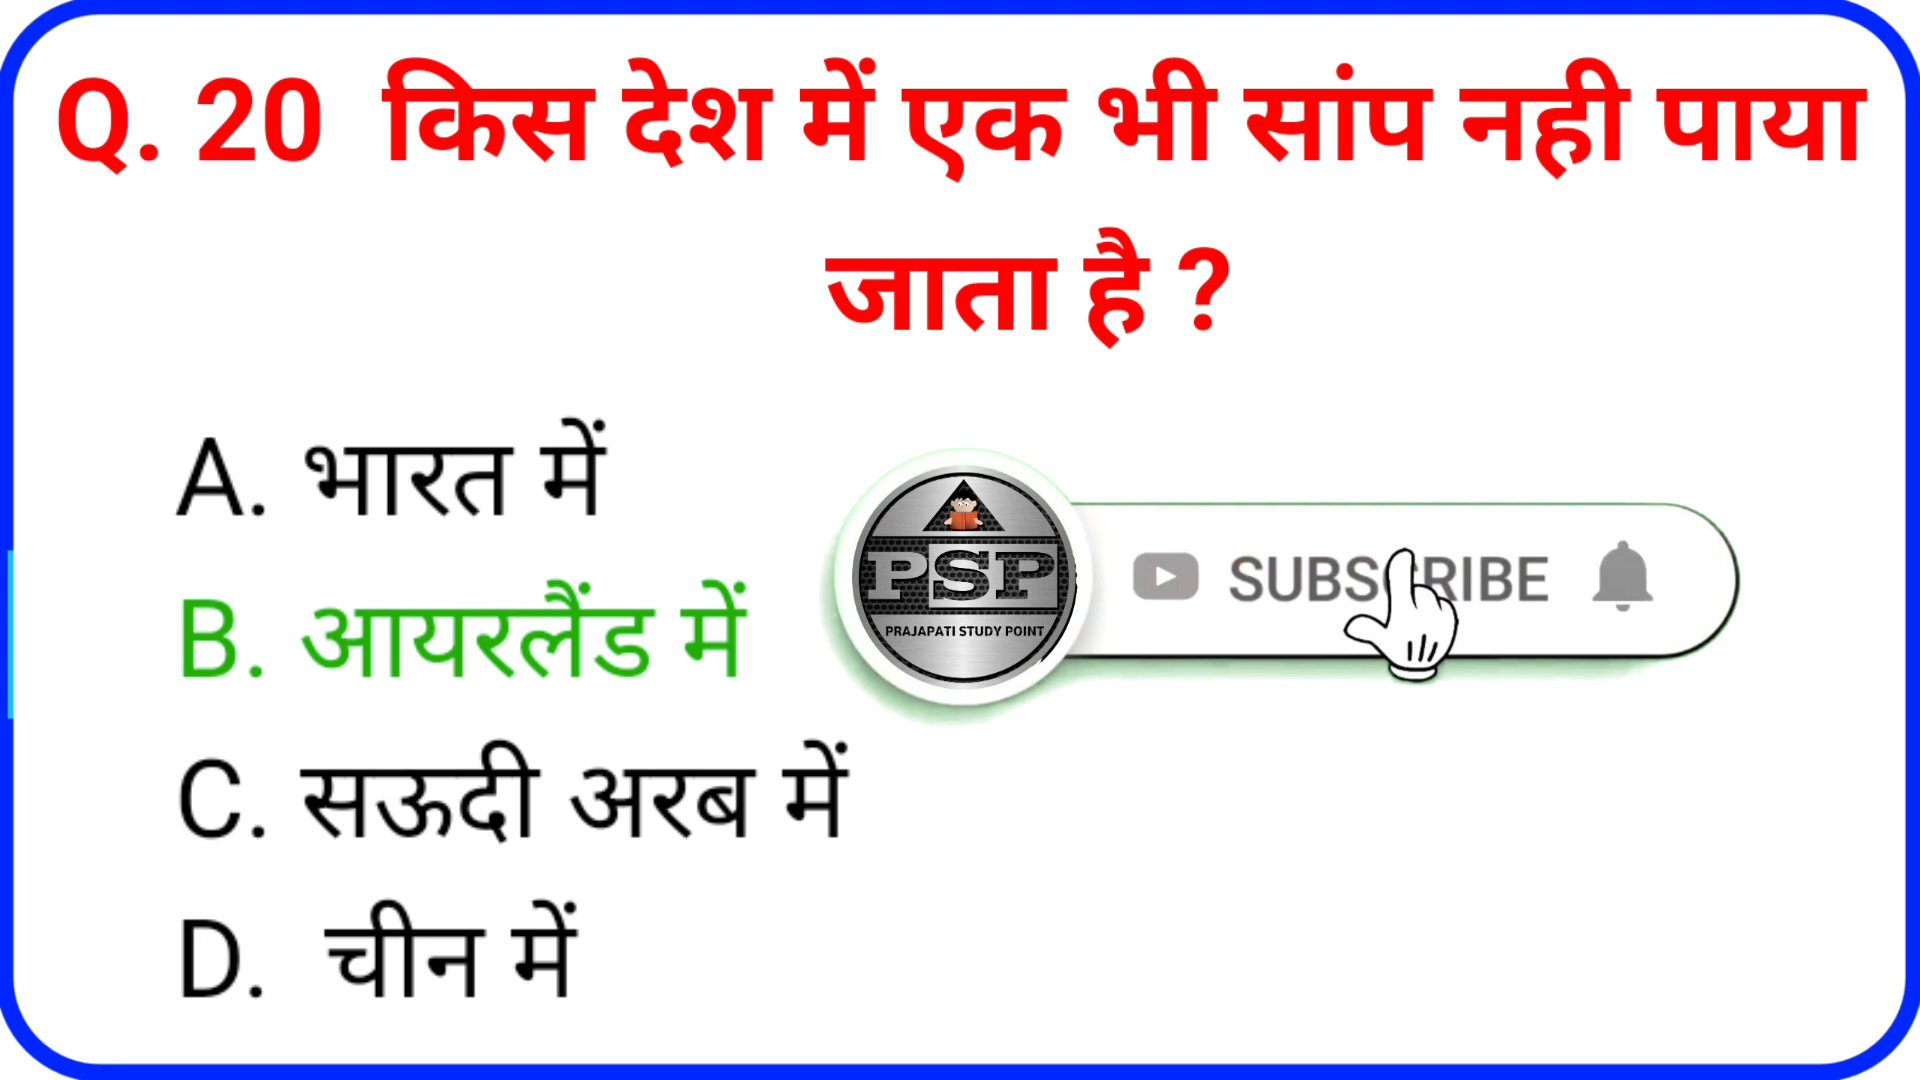 Q. 20 किस देश में एक भी सांप नही पाया
जाता है ?
A. भारत में
B. आयरलैंड में
PSP
PRAJAPATI STUDY POINT
SUBSCRIBE
C. सऊदी अरब में
D. चीन में